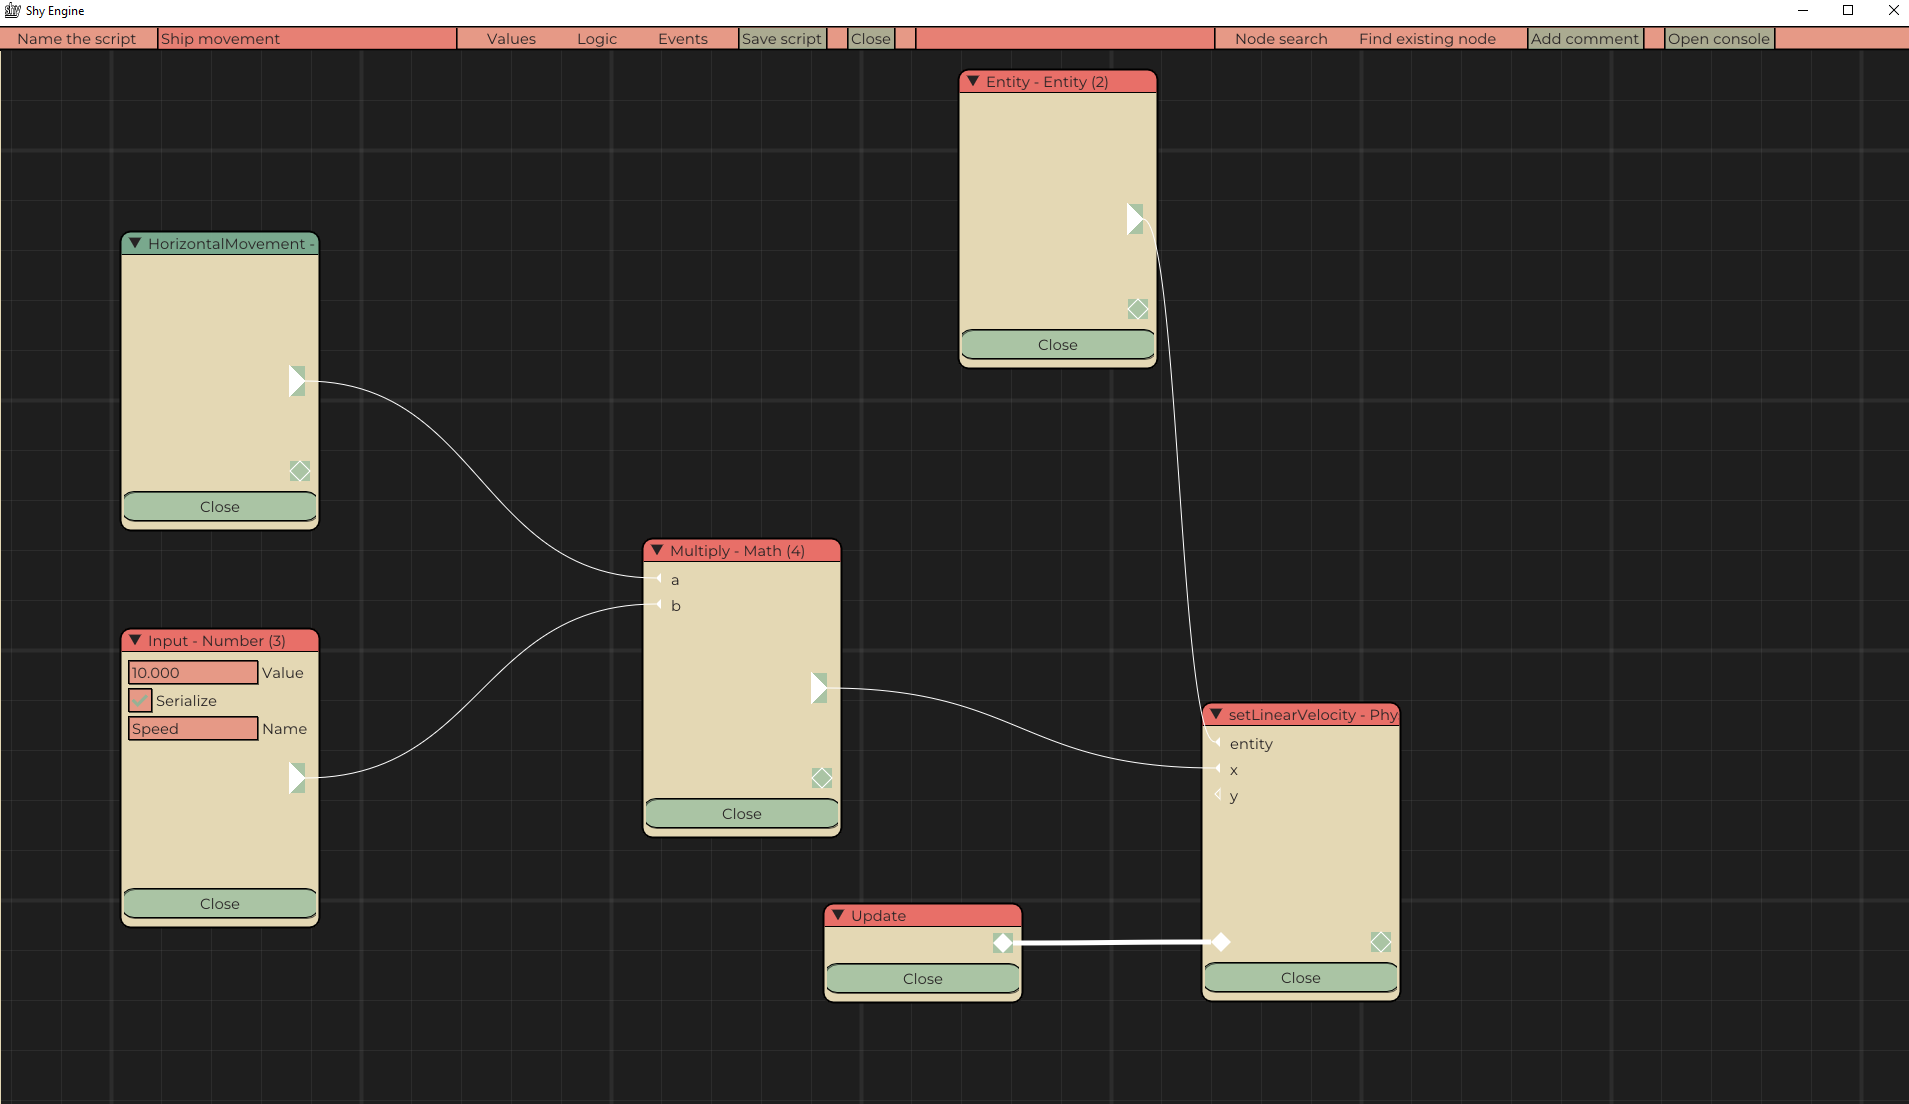 Shy Engine
Name the script Ship movement Values Logic Events Save script Close Node search Find existing node Add comment Open console
Entity - Entity (2)
Close
HorizontalMovement -
Close
Multiply - Math (4)
a
b
Close
Input - Number (3)
10.000 Value
Serialize
Speed Name
Close
setLinearVelocity - Phy
entity
x
y
Close
Update
Close